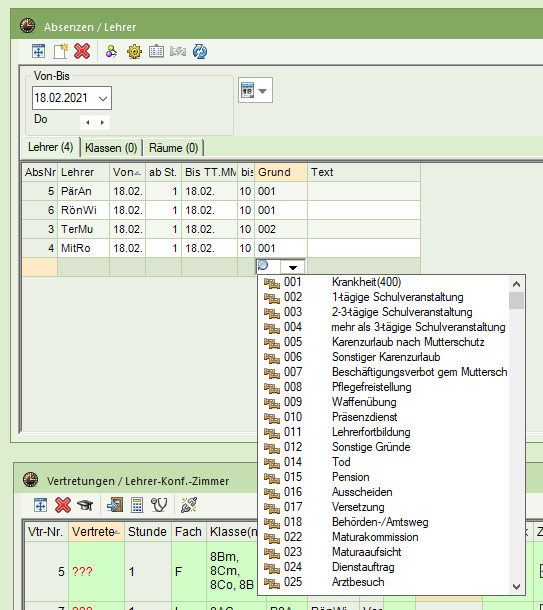 Absenzen / Lehrer
Von-Bis
18.02.2021
Do
Lehrer (4) Klassen (0) Räume (0)
AbsNr Lehrer Von ab St. Bis TT.MM bis Grund Text
5 PärAn 18.02. 1 18.02. 10 001
6 RönWi 18.02. 1 18.02. 10 001
3 TerMu 18.02. 1 18.02. 10 002
4 MitRo 18.02. 1 18.02. 10 001
001 Krankheit(400)
002 1-tägige Schulveranstaltung
003 2-3-tägige Schulveranstaltung
004 mehr als 3-tägige Schulveranstaltung
005 Karenzurlaub nach Mutterschutz
006 Sonstiger Karenzurlaub
007 Beschäftigungsverbot gem Muttersch
008 Pflegefreistellung
009 Waffenübung
010 Präsenzdienst
011 Lehrerfortbildung
012 Sonstige Gründe
014 Tod
015 Pension
016 Ausscheiden
017 Versetzung
018 Behörden-/Amtsweg
022 Maturakommission
023 Maturaaufsicht
024 Dienstauftrag
025 Arztbesuch
Vertretungen / Lehrer-Konf.-Zimmer
Vtr-Nr. Vertrete Stunde Fach Klasse(n
8Bm,
5 ??? 1 F 8Cm,
8Co, 8B